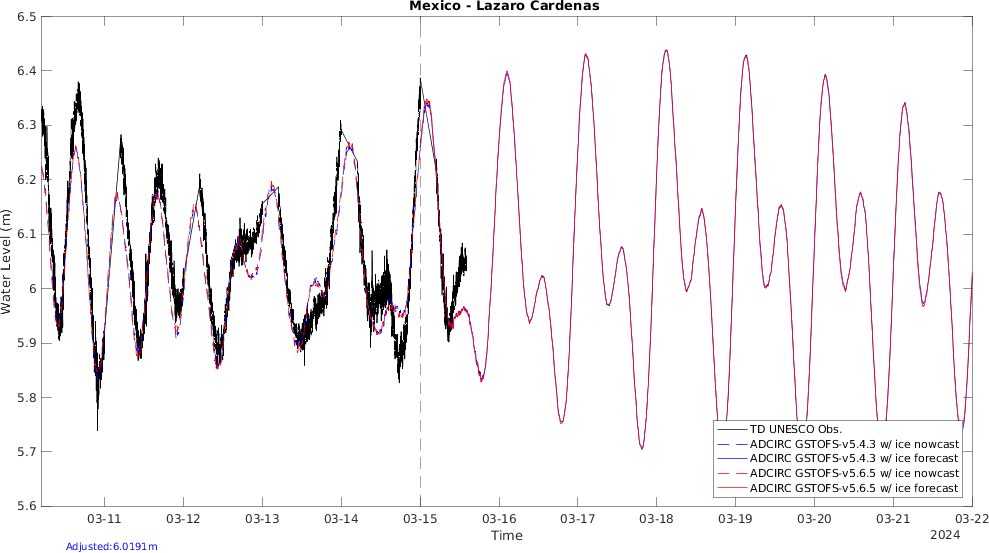 Mexico - Lazaro Cardenas
6.5
6.4
6.3
6.2
6.1
6
5.9
5.8
5.7
5.6
Water Level (m)
TD UNESCO Obs.
ADCIRC GSTOFS-v5.4.3 w/ ice nowcast
ADCIRC GSTOFS-v5.4.3 w/ ice forecast
ADCIRC GSTOFS-v5.6.5 w/ ice nowcast
ADCIRC GSTOFS-v5.6.5 w/ ice forecast
03-11 03-12 03-13 03-14 03-15 03-16 03-17 03-18 03-19 03-20 03-21 03-22
Time
2024
Adjusted:6.0191m